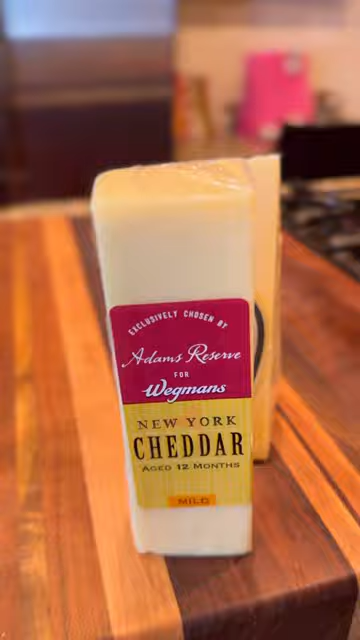 EXCLUSIVELY CHOSEN BY
Adams Reserve
FOR
Wegmans
NEW YORK
CHEDDAR
AGED 12 MONTHS
MILD